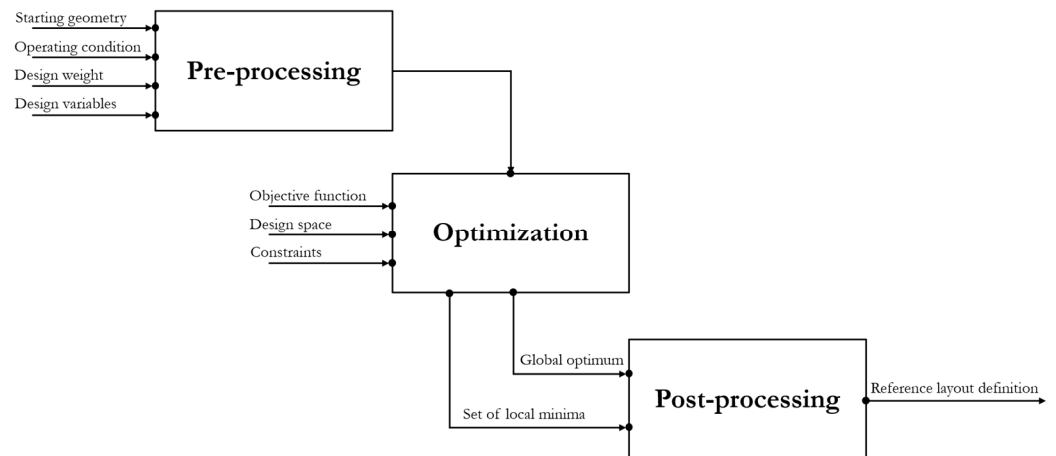 Starting geometry
Operating condition
Design weight
Design variables
Pre-processing
Objective function
Design space
Constraints
Optimization
Global optimum
Set of local minima
Post-processing
Reference layout definition